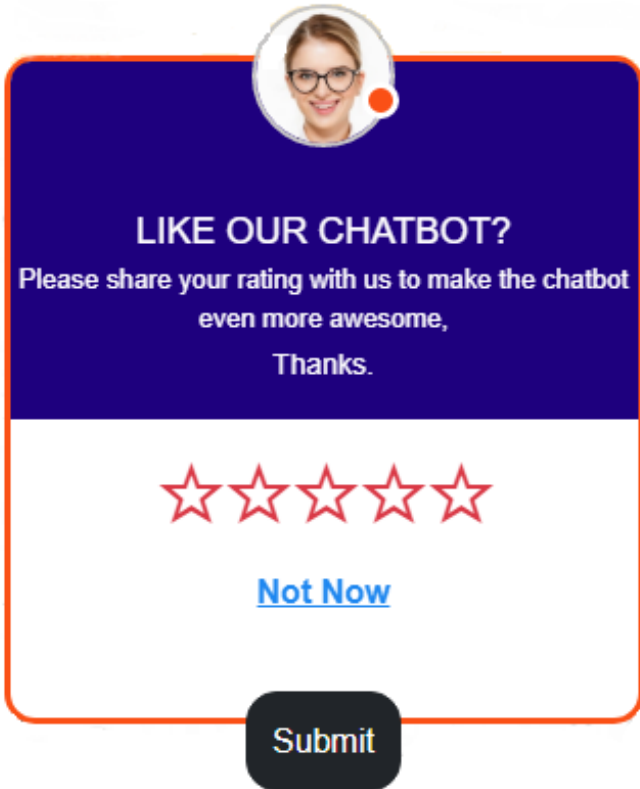 LIKE OUR CHATBOT?
Please share your rating with us to make the chatbot
even more awesome,
Thanks.
Not Now
Submit